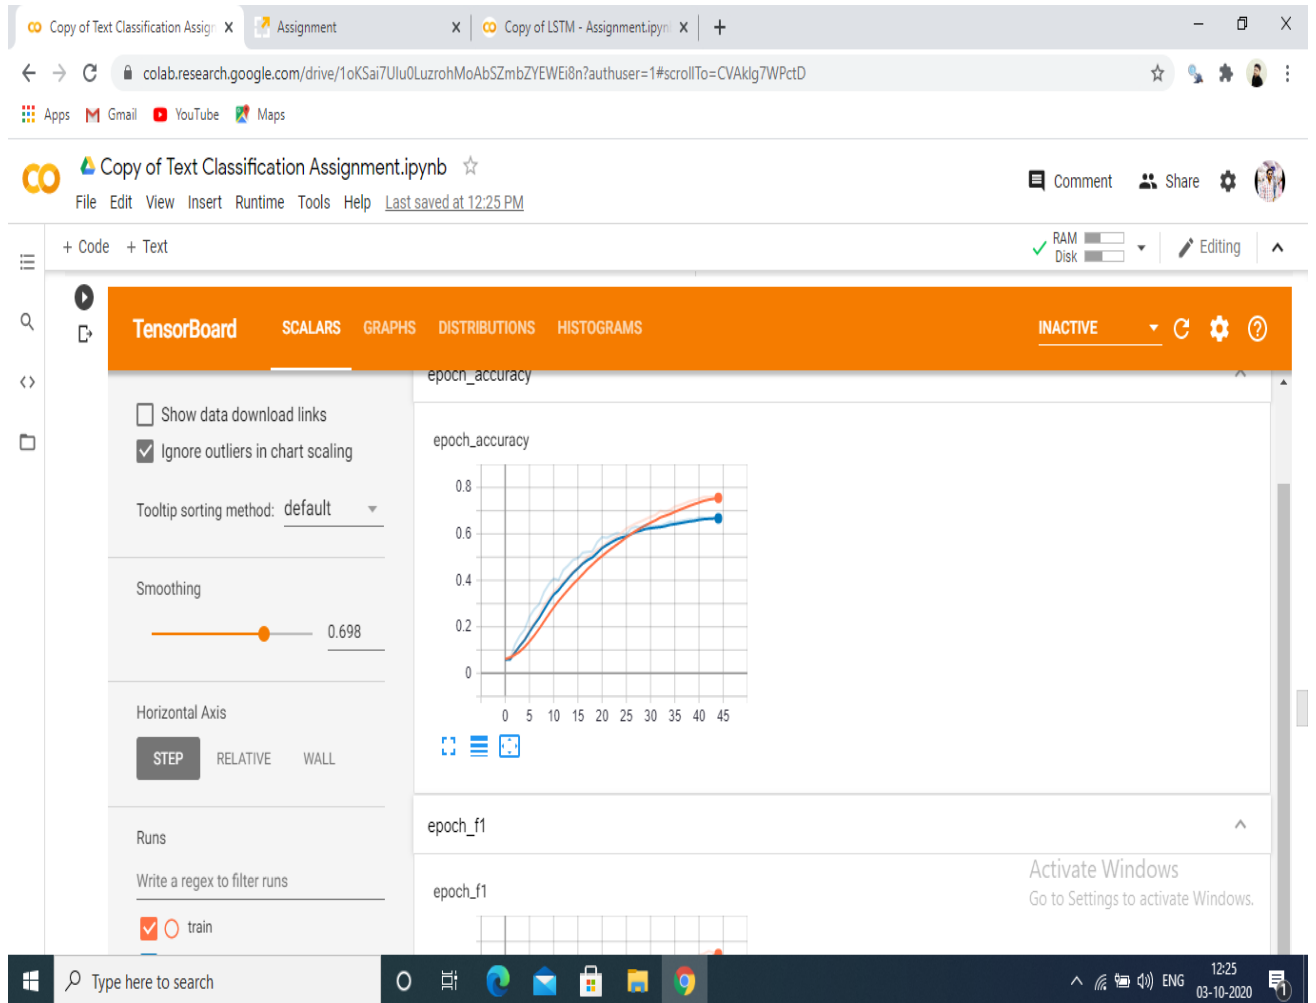 Copy of Text Classification Assign
Assignment
Copy of LSTM - Assignment.ipyn
colab.research.google.com/drive/1oKSai7Ulu0LuzrohMoAbSZmbZYEWEi8n?authuser=1#scrollTo=CVAklg7WPctD
Apps Gmail YouTube Maps
CO Copy of Text Classification Assignment.ipynb
Comment Share
File Edit View Insert Runtime Tools Help Last saved at 12:25 PM
+ Code + Text
RAM
Disk
Editing
TensorBoard SCALARS GRAPHS DISTRIBUTIONS HISTOGRAMS INACTIVE
epoch_accuracy
Show data download links
Ignore outliers in chart scaling
Tooltip sorting method: default
Smoothing
0.698
Horizontal Axis
STEP RELATIVE WALL
Runs
Write a regex to filter runs
train
epoch_accuracy
0.8
0.6
0.4
0.2
0
0 5 10 15 20 25 30 35 40 45
epoch_f1
epoch_f1
Activate Windows
Go to Settings to activate Windows.
Type here to search
ENG
12:25
03-10-2020
1